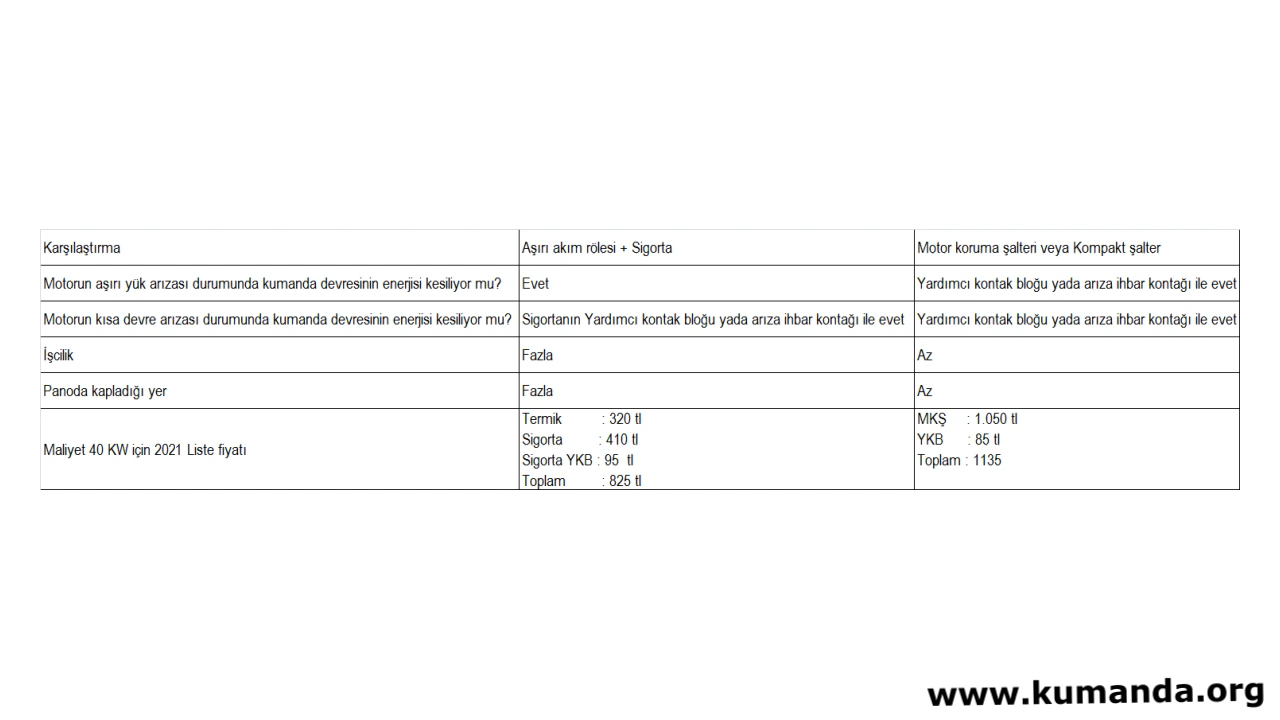 Karşılaştırma
Aşırı akım rölesi + Sigorta
Motor koruma şalteri veya Kompakt şalter
Motorun aşırı yük arızası durumunda kumanda devresinin enerjisi kesiliyor mu?
Evet
Yardımcı kontak bloğu yada arıza ihbar kontağı ile evet
Motorun kısa devre arızası durumunda kumanda devresinin enerjisi kesiliyor mu?
Sigortanın Yardımcı kontak bloğu yada arıza ihbar kontağı ile evet
Yardımcı kontak bloğu yada arıza ihbar kontağı ile evet
İşcilik
Fazla
Az
Panoda kapladığı yer
Fazla
Az
Maliyet 40 KW için 2021 Liste fiyatı
Termik : 320 tl
Sigorta : 410 tl
Sigorta YKB : 95 tl
Toplam : 825 tl
MKŞ : 1.050 tl
YKB : 85 tl
Toplam : 1135
www.kumanda.org